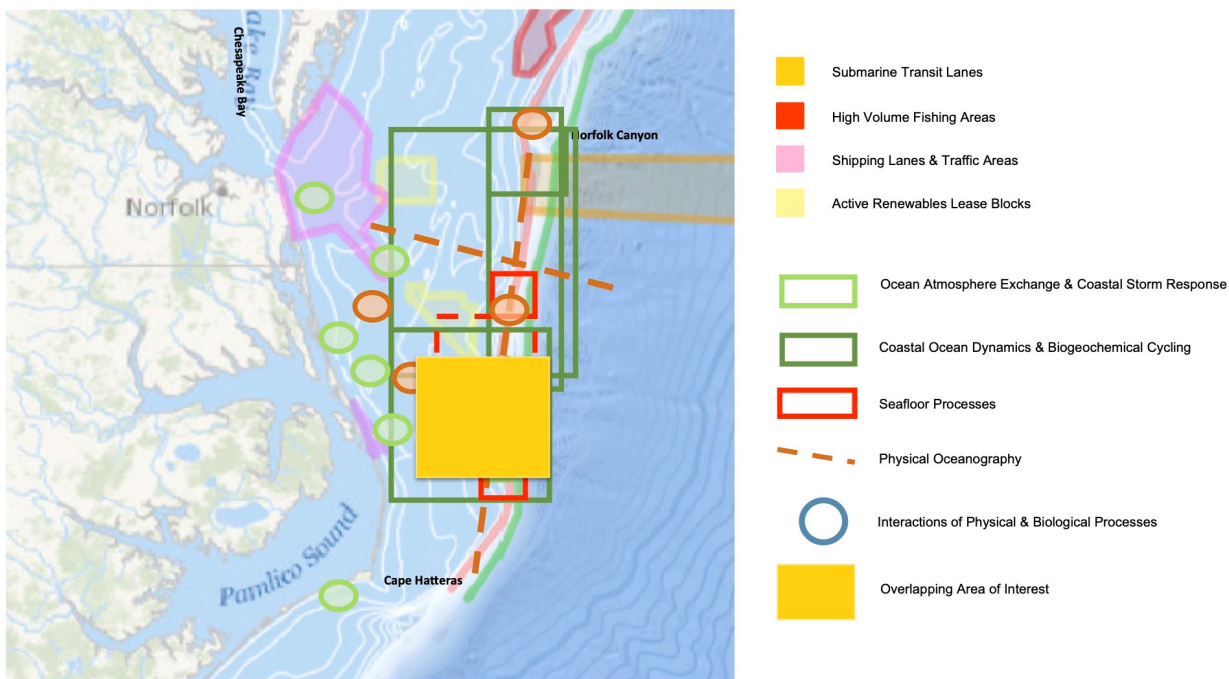 ake Bay
Chesapeake Bay
Norfolk Canyon
Norfolk
Pamlico Sound
Cape Hatteras
Submarine Transit Lanes
High Volume Fishing Areas
Shipping Lanes & Traffic Areas
Active Renewables Lease Blocks
Ocean Atmosphere Exchange & Coastal Storm Response
Coastal Ocean Dynamics & Biogeochemical Cycling
Seafloor Processes
Physical Oceanography
Interactions of Physical & Biological Processes
Overlapping Area of Interest